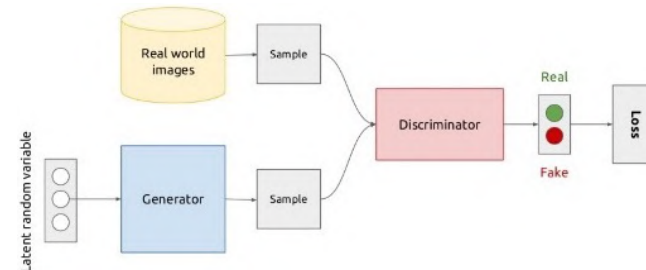 Real world
images
Sample
Real
Discriminator
Loss
Fake
Latent random variable
Generator
Sample